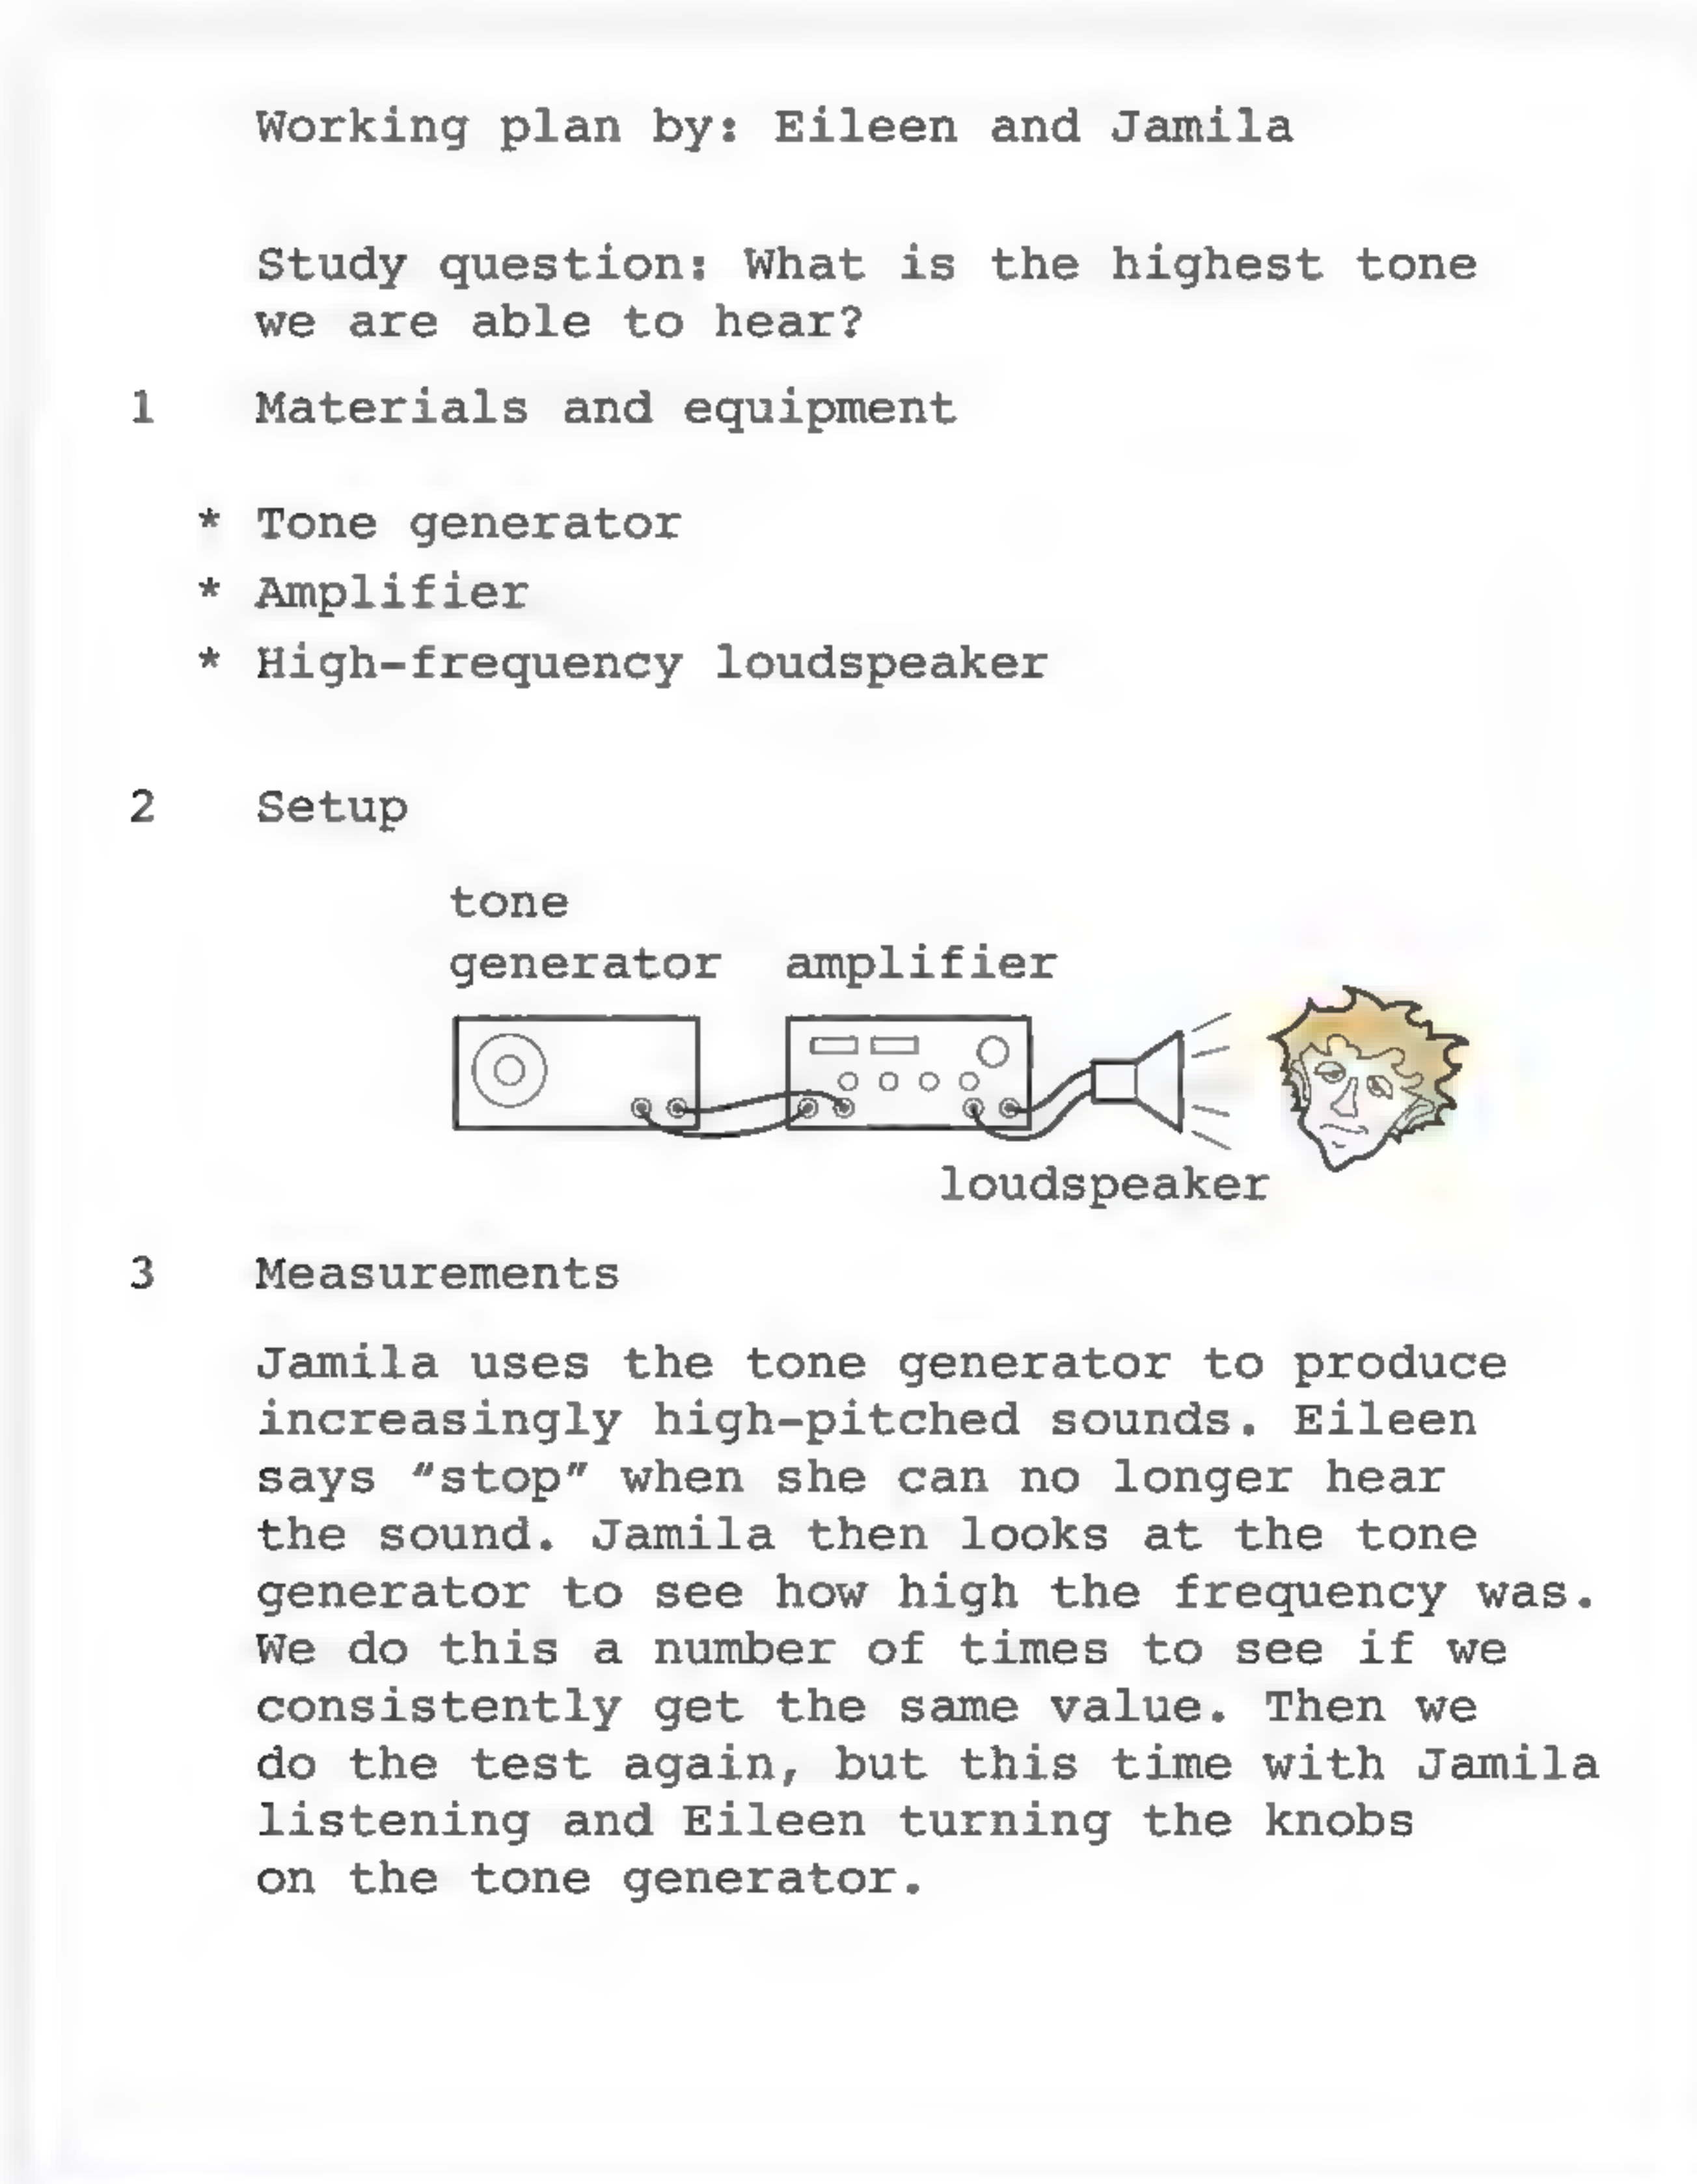 Working plan by: Eileen and Jamila
Study question: What is the highest tone
we are able to hear?
1 Materials and equipment
* Tone generator
* Amplifier
* High-frequency loudspeaker
2 Setup
tone
generator amplifier
loudspeaker
3 Measurements
Jamila uses the tone generator to produce
increasingly high-pitched sounds. Eileen
says "stop" when she can no longer hear
the sound. Jamila then looks at the tone
generator to see how high the frequency was.
We do this a number of times to see if we
consistently get the same value. Then we
do the test again, but this time with Jamila
listening and Eileen turning the knobs
on the tone generator.